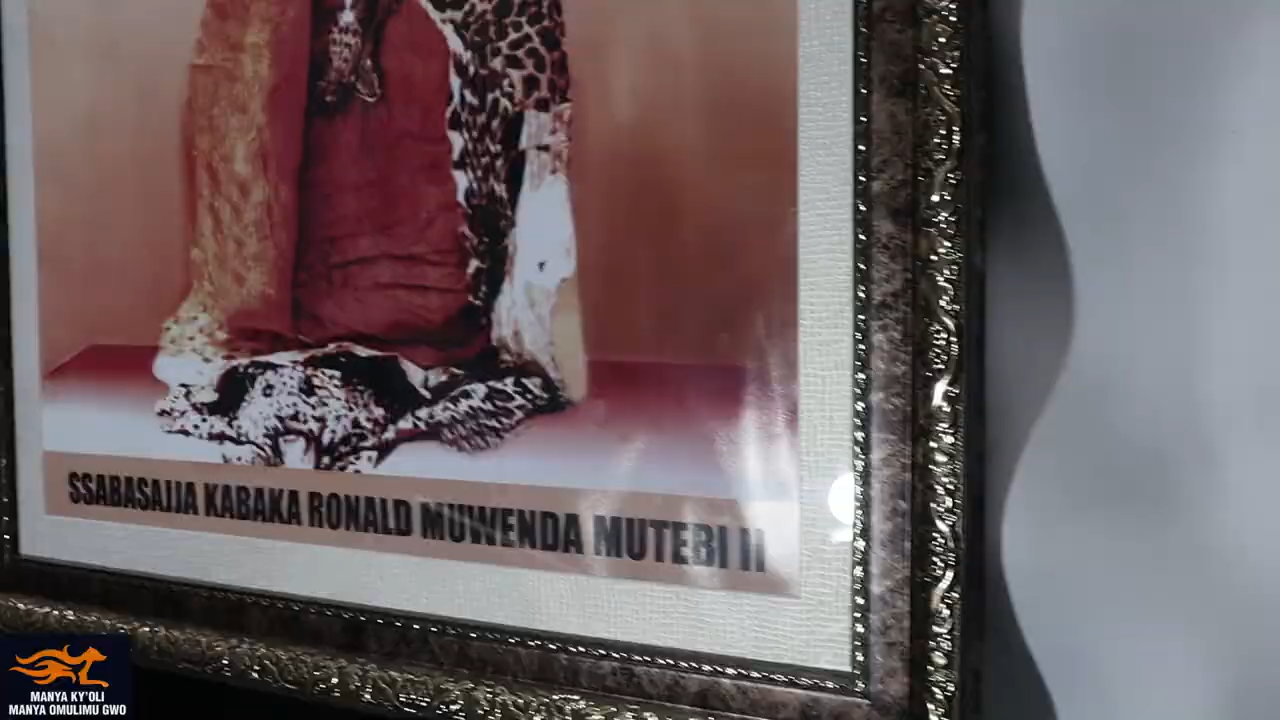 SSABASAJJA KABAKA RONALD MUWENDA MUTEBI II
MANYA KY'OLI
MANYA OMULIMU GWO